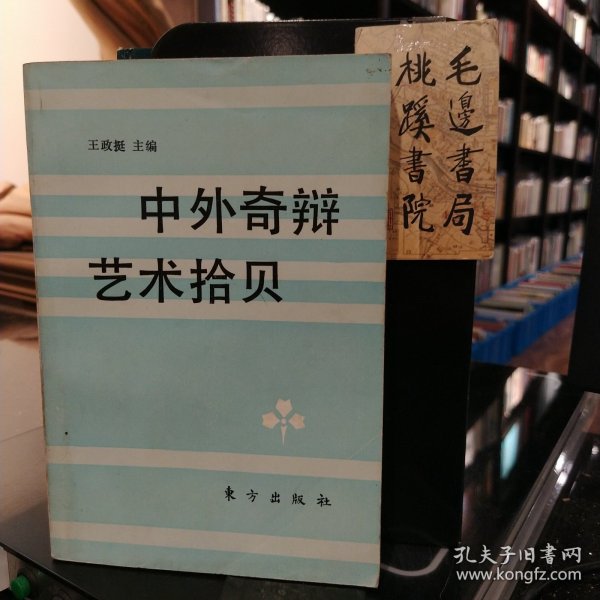 王政挺 主编
中外奇辩
艺术拾贝
東方出版社
毛邊書局
桃蹊書院
孔夫子旧書网
www.kongfz.com